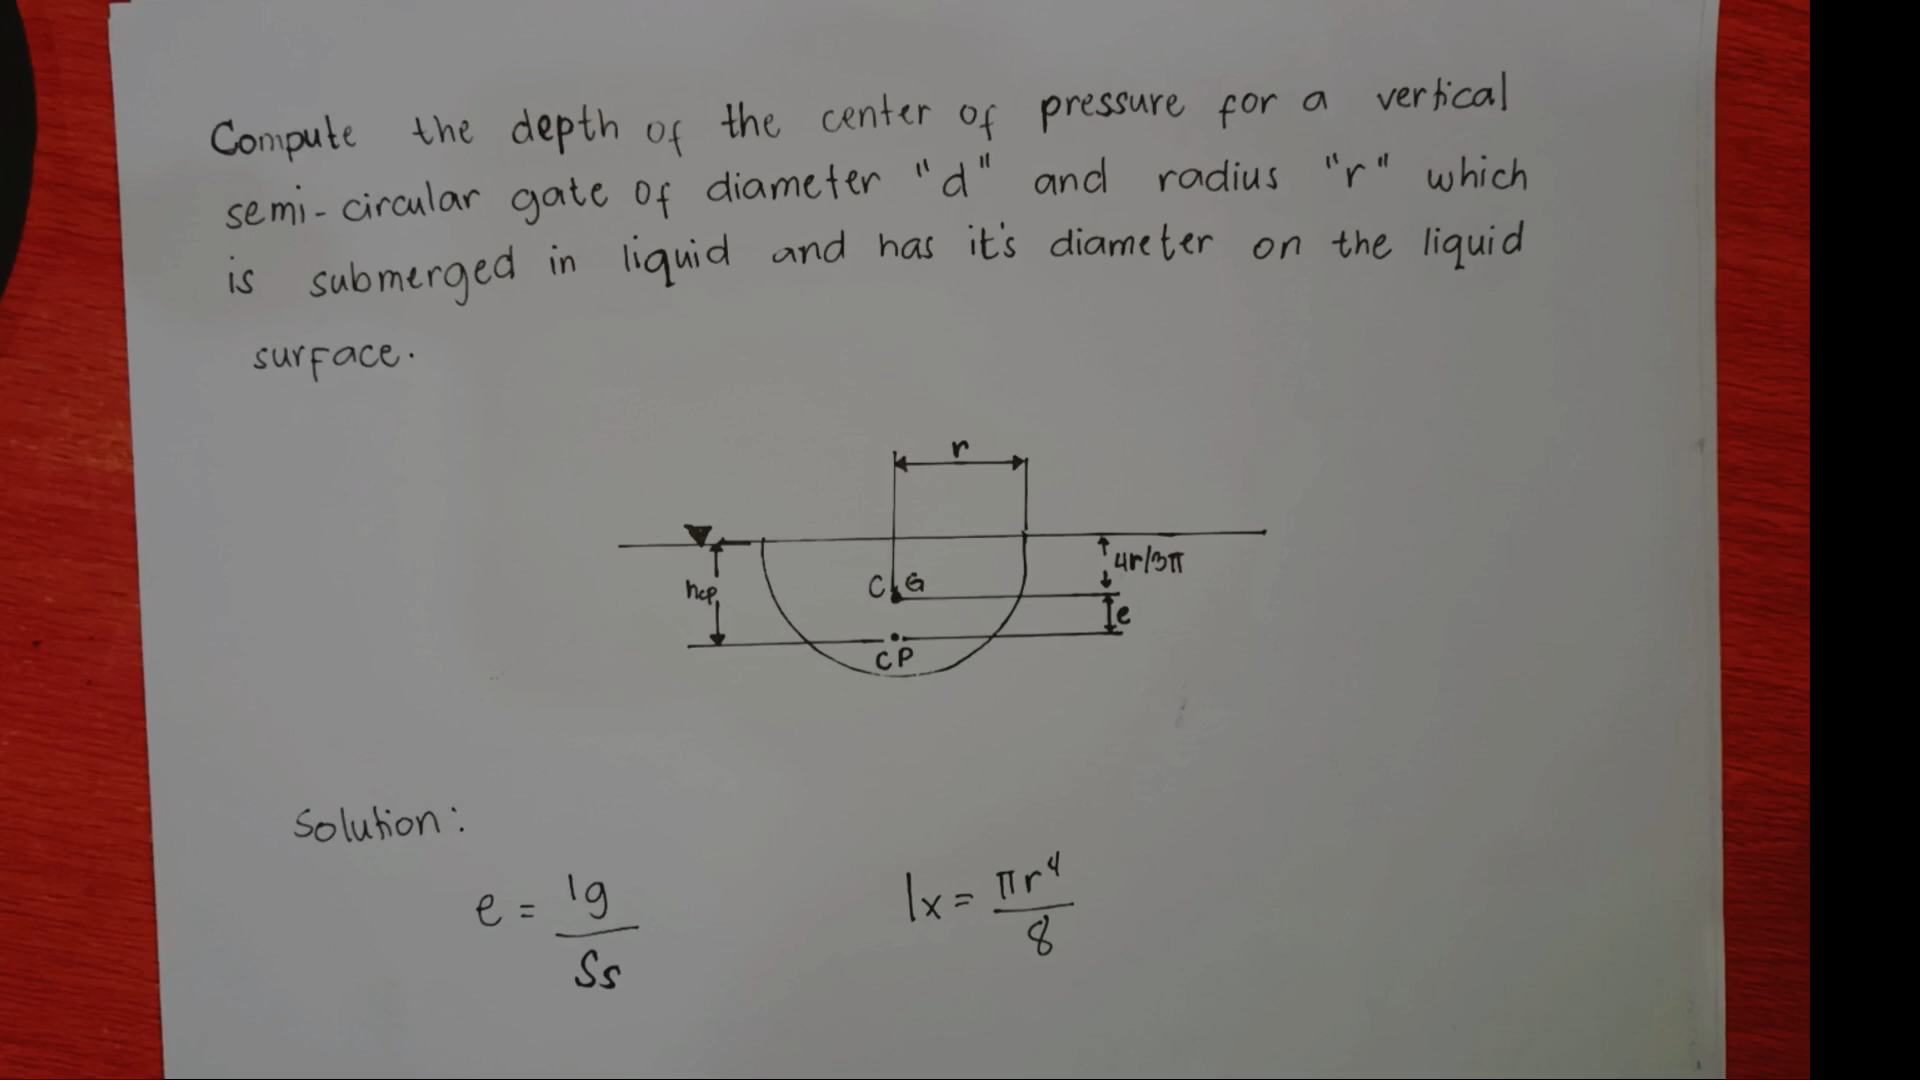 Compute the depth of the center of pressure for a vertical
semi-circular gate of diameter "d" and radius "r" which
is submerged in liquid and has it's diameter on the liquid
surface.
r
4r/3π
hcp
CG
e
CP
Solution:
e = Ig/Ss
Ix = πr⁴/8